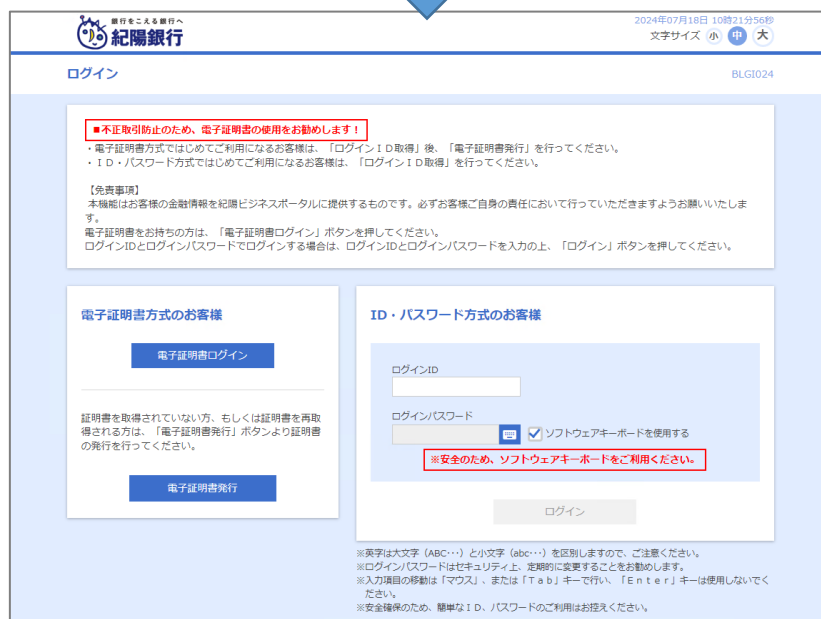 銀行をこえる銀行へ
紀陽銀行
2024年07月18日 10時21分56秒
文字サイズ 小 中 大
ログイン
BLGI024
■不正取引防止のため、電子証明書の使用をお勧めします！
・電子証明書方式ではじめてご利用になるお客様は、「ログインＩＤ取得」後、「電子証明書発行」を行ってください。
・ＩＤ・パスワード方式ではじめてご利用になるお客様は、「ログインＩＤ取得」を行ってください。
【免責事項】
本機能はお客様の金融情報を紀陽ビジネスポータルに提供するものです。必ずお客様ご自身の責任において行っていただきますようお願いいたしま
す。
電子証明書をお持ちの方は、「電子証明書ログイン」ボタンを押してください。
ログインIDとログインパスワードでログインする場合は、ログインIDとログインパスワードを入力の上、「ログイン」ボタンを押してください。
電子証明書方式のお客様
電子証明書ログイン
証明書を取得されていない方、もしくは証明書を再取
得される方は、「電子証明書発行」ボタンより証明書
の発行を行ってください。
電子証明書発行
ID・パスワード方式のお客様
ログインID
ログインパスワード
ソフトウェアキーボードを使用する
※安全のため、ソフトウェアキーボードをご利用ください。
ログイン
※英字は大文字（ABC･･･）と小文字（abc･･･）を区別しますので、ご注意ください。
※ログインパスワードはセキュリティ上、定期的に変更することをお勧めします。
※入力項目の移動は「マウス」、または「Ｔａｂ」キーで行い、「Ｅｎｔｅｒ」キーは使用しないでく
ださい。
※安全確保のため、簡単なＩＤ、パスワードのご利用はお控えください。